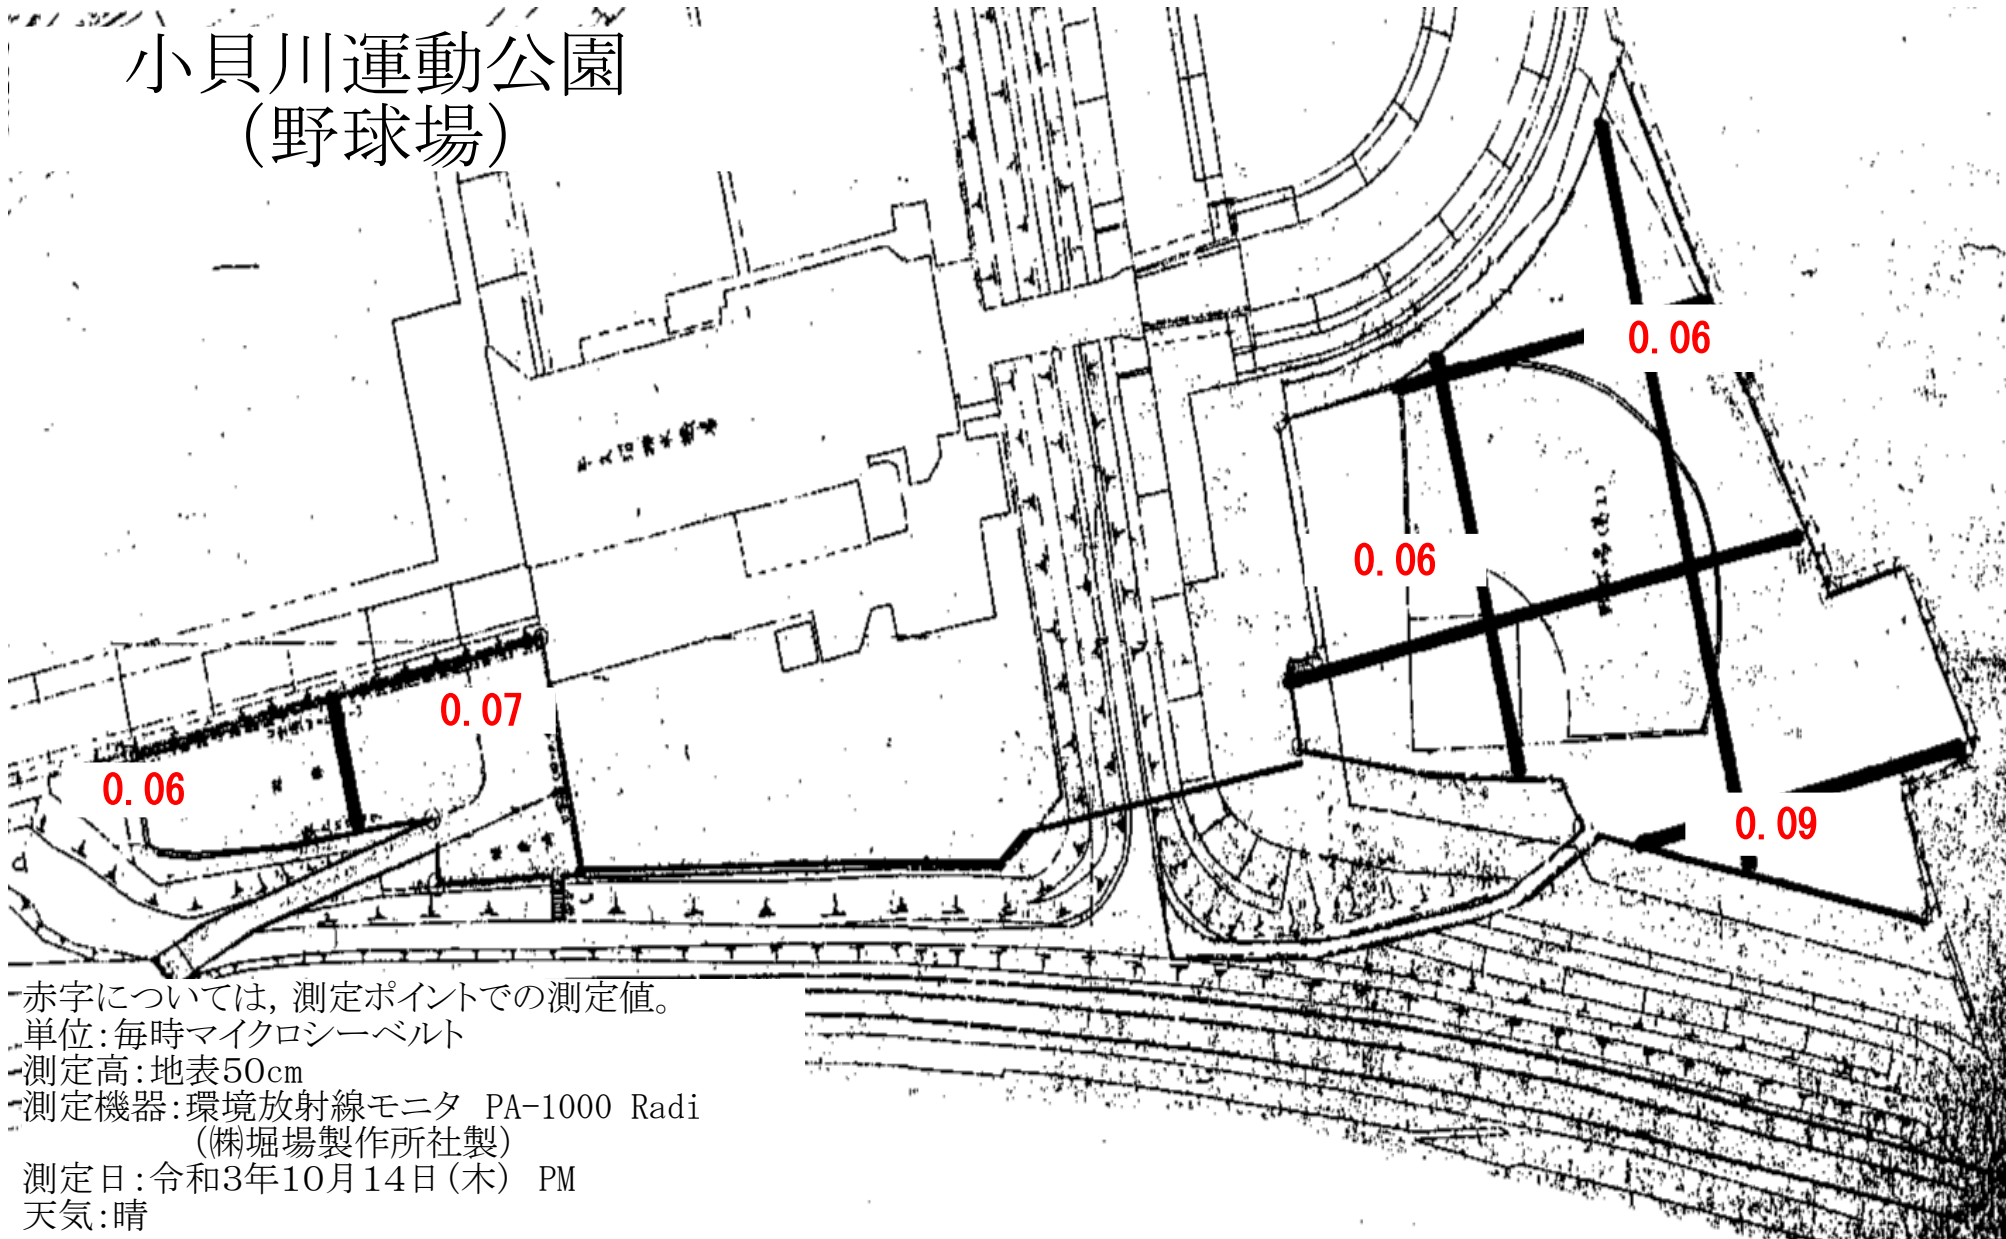 小貝川運動公園
(野球場)
0.06
0.06
0.07
0.06
0.09
赤字については,測定ポイントでの測定値。
単位:毎時マイクロシーベルト
測定高:地表50cm
測定機器:環境放射線モニタ PA-1000 Radi
(㈱堀場製作所社製)
測定日:令和3年10月14日(木) PM
天気:晴